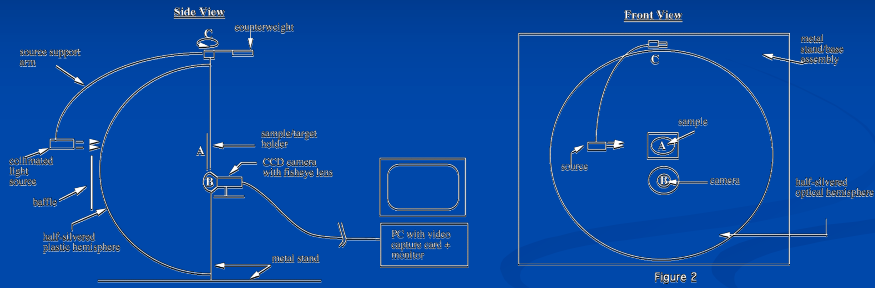 Side View
C
counterweight
source support
arm
A
sample/target
holder
CCD camera
with fisheye lens
B
collimated
light
source
baffle
half-silvered
plastic hemisphere
PC with video
capture card +
monitor
metal stand
Front View
metal
stand/base
assembly
C
sample
A
source
B
camera
half-silvered
optical hemisphere
Figure 2